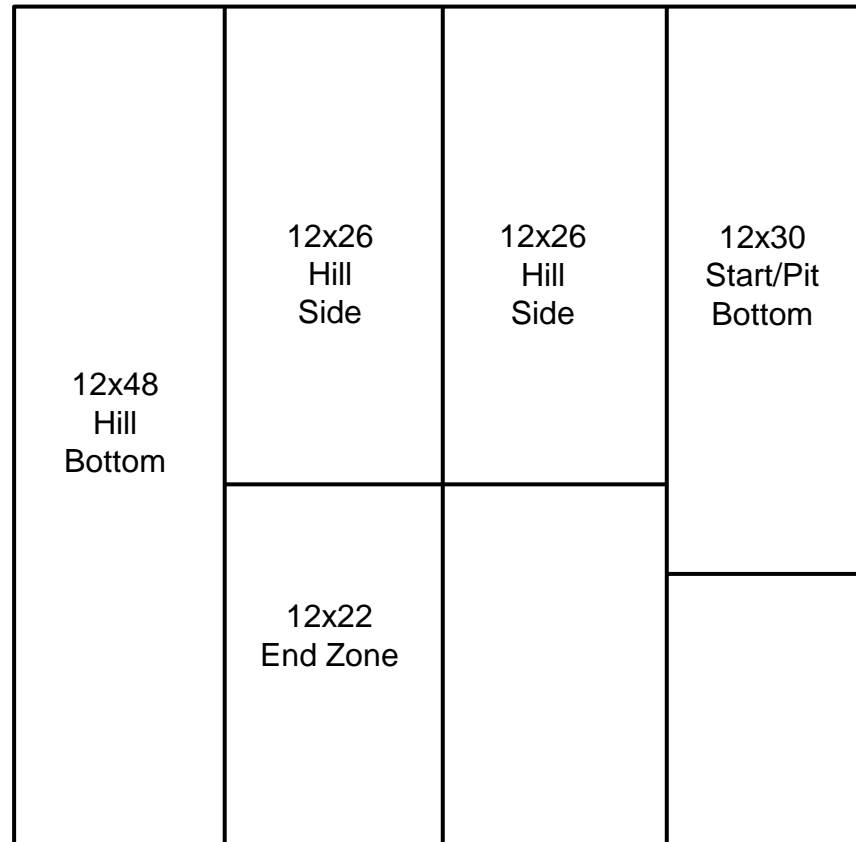 12x48
Hill
Bottom
12x26
Hill
Side
12x26
Hill
Side
12x30
Start/Pit
Bottom
12x22
End Zone